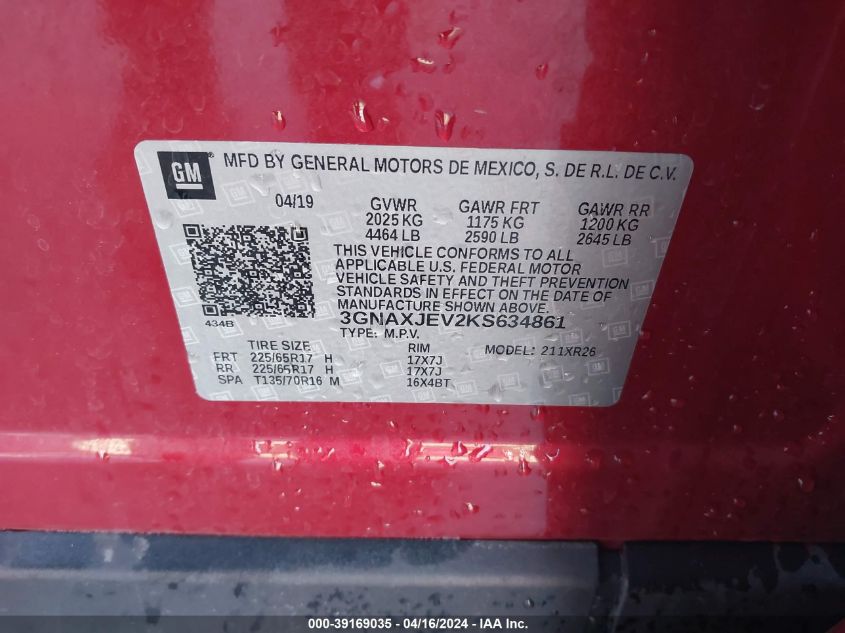 GM
MFD BY GENERAL MOTORS DE MEXICO, S. DE R.L. DE C.V.
04/19 GVWR GAWR FRT GAWR RR
2025 KG 1175 KG 1200 KG
4464 LB 2590 LB 2645 LB
THIS VEHICLE CONFORMS TO ALL
APPLICABLE U.S. FEDERAL MOTOR
VEHICLE SAFETY AND THEFT PREVENTION
STANDARDS IN EFFECT ON THE DATE OF
MANUFACTURE SHOWN ABOVE.
434B 3GNAXJEV2KS634861
TYPE: M.P.V.
TIRE SIZE RIM MODEL: 211XR26
FRT 225/65R17 H 17X7J
RR 225/65R17 H 17X7J
SPA T135/70R16 M 16X4BT
000-39169035 - 04/16/2024 - IAA Inc.